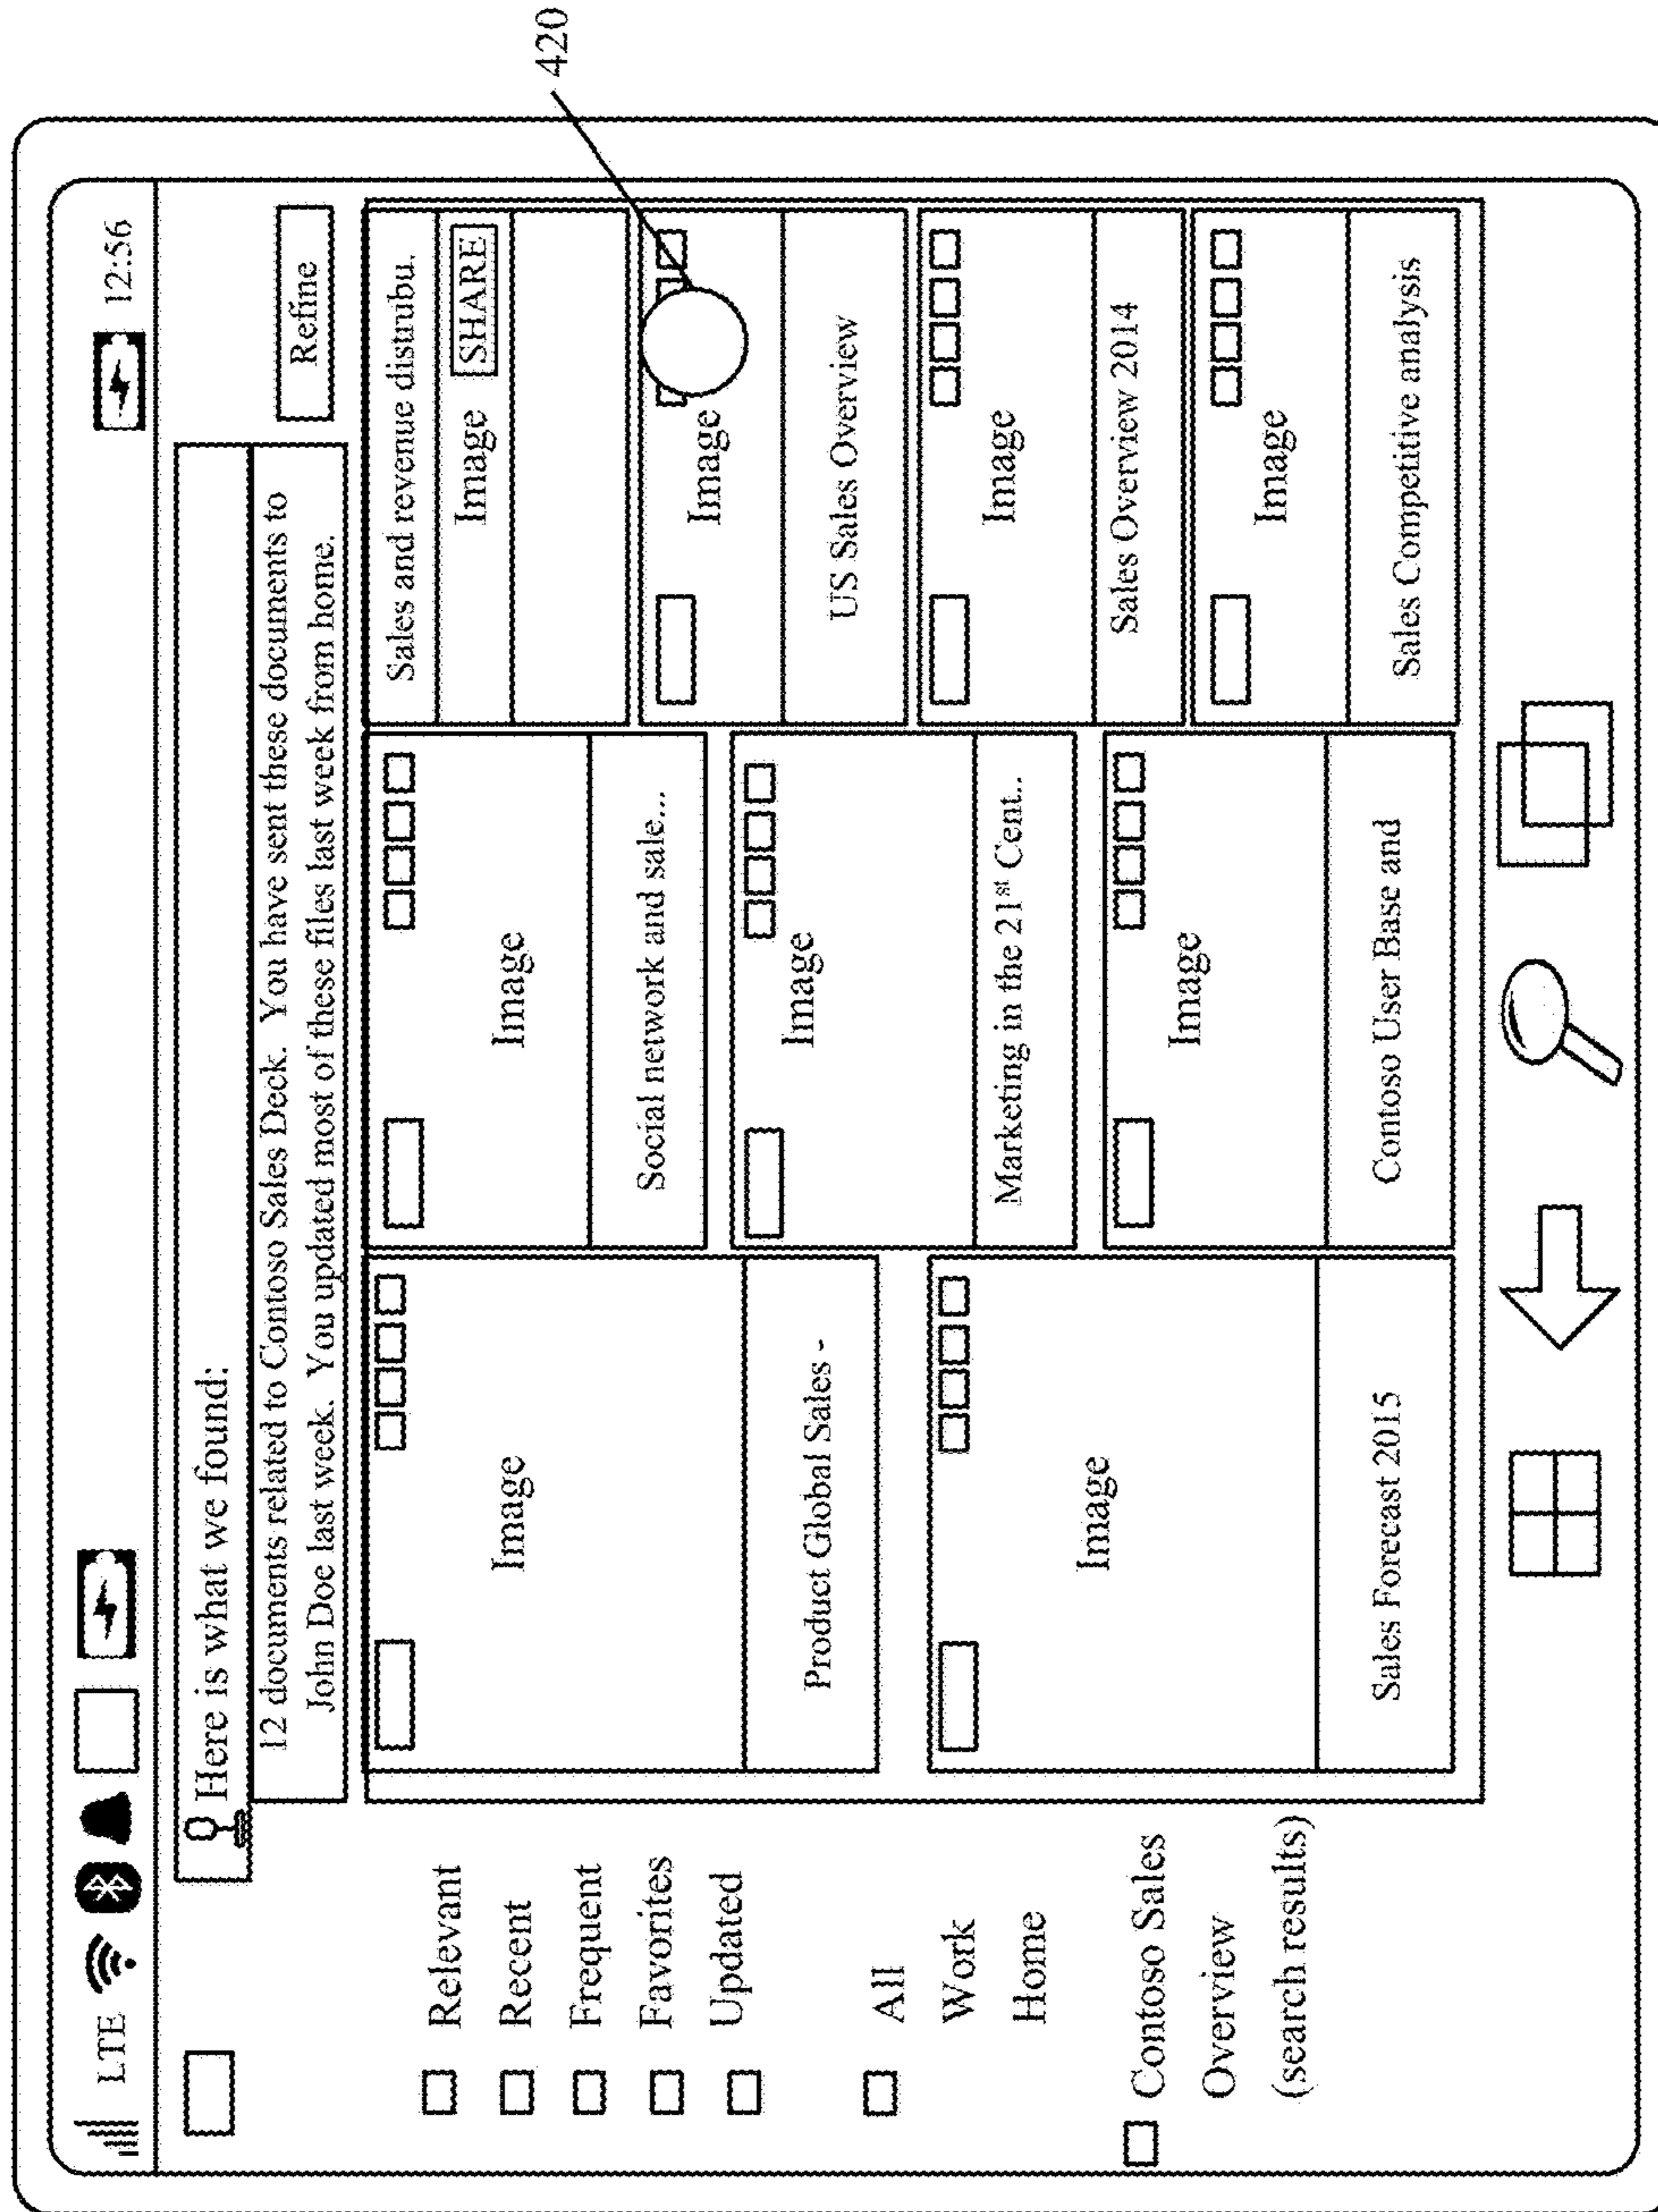 LTE
12:56
Here is what we found:
Refine
12 documents related to Contoso Sales Deck. You have sent these documents to
John Doe last week. You updated most of these files last week from home.
Relevant
Recent
Frequent
Favorites
Updated
All
Work
Home
Contoso Sales
Overview
(search results)
Image
Product Global Sales -
Image
Sales Forecast 2015
Image
Social network and sale...
Image
Marketing in the 21st Cent..
Image
Contoso User Base and
Sales and revenue distrubu.
Image
SHARE
Image
US Sales Overview
Image
Sales Overview 2014
Image
Sales Competitive analysis
420